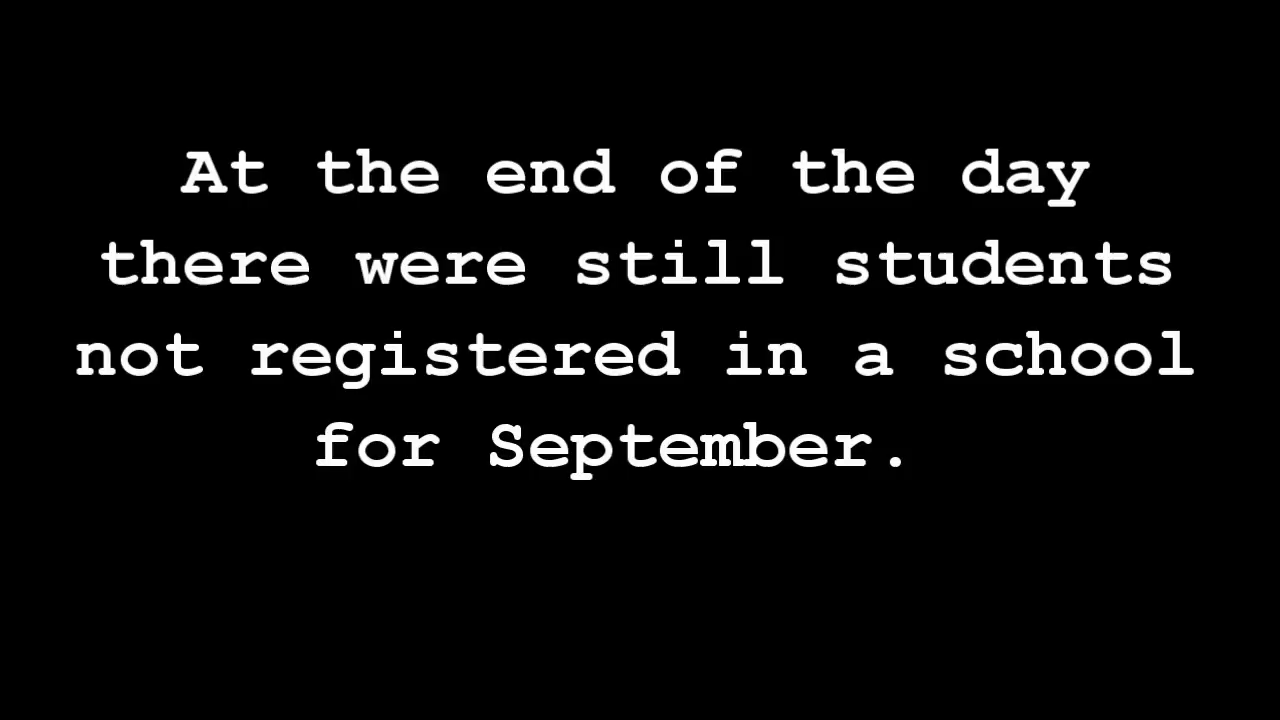 At the end of the day
there were still students
not registered in a school
for September.